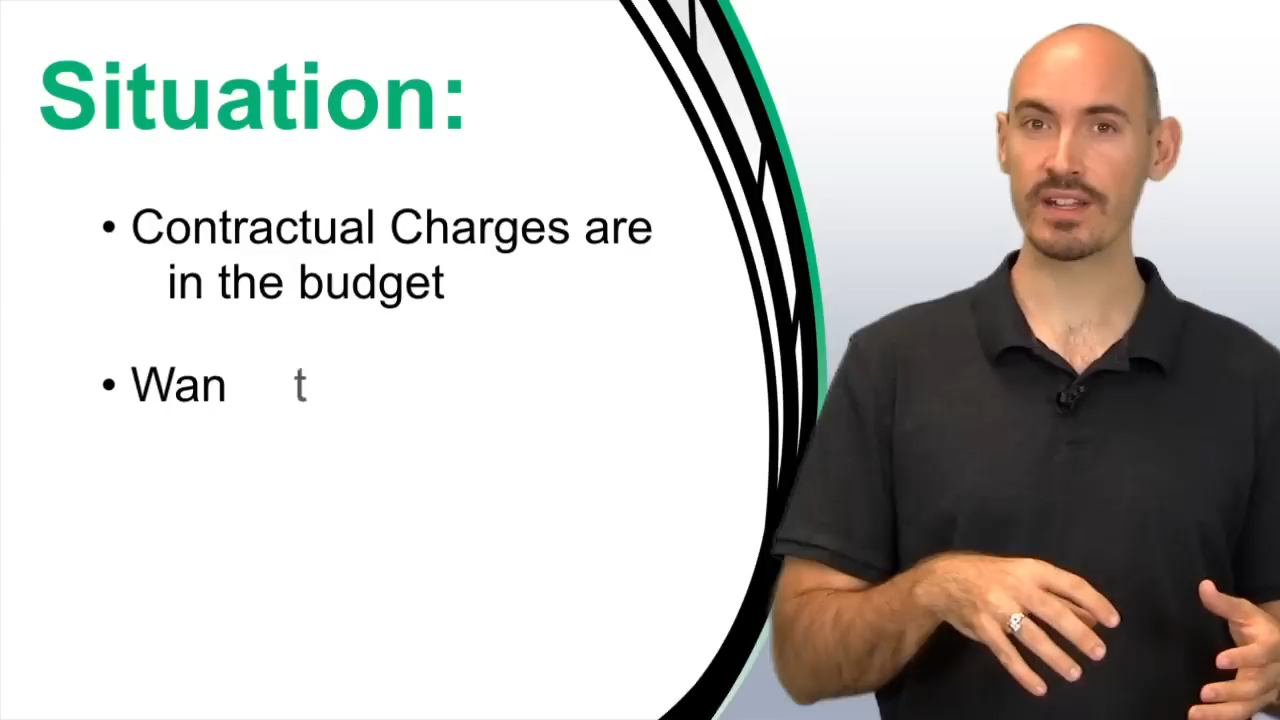 Situation:
• Contractual Charges are
in the budget
• Wan t